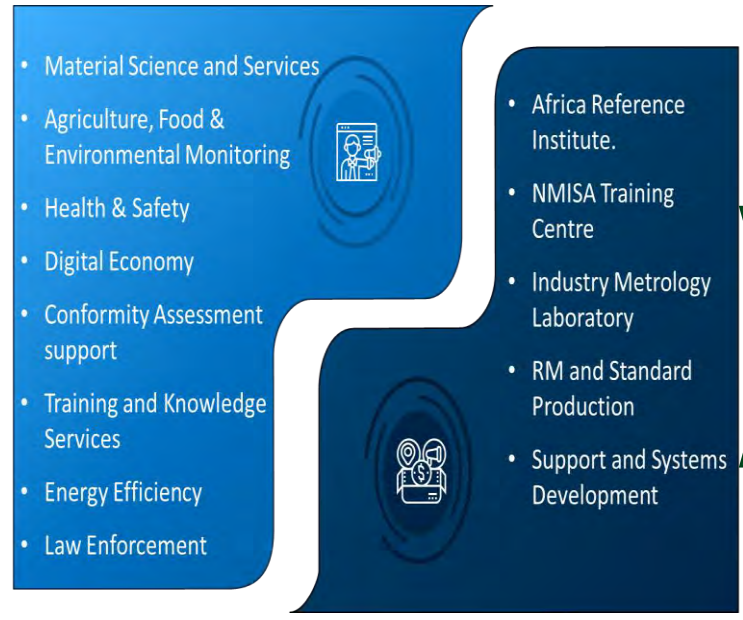 • Material Science and Services
• Agriculture, Food &
Environmental Monitoring
• Health & Safety
• Digital Economy
• Conformity Assessment
support
• Training and Knowledge
Services
• Energy Efficiency
• Law Enforcement
• Africa Reference
Institute.
• NMISA Training
Centre
• Industry Metrology
Laboratory
• RM and Standard
Production
• Support and Systems
Development